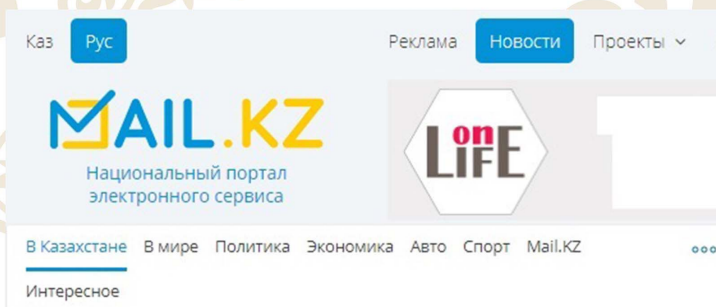 Каз Рус Реклама Новости Проекты
MAIL.KZ
Национальный портал
электронного сервиса
on
LIFE
В Казахстане В мире Политика Экономика Авто Спорт Mail.KZ
Интересное